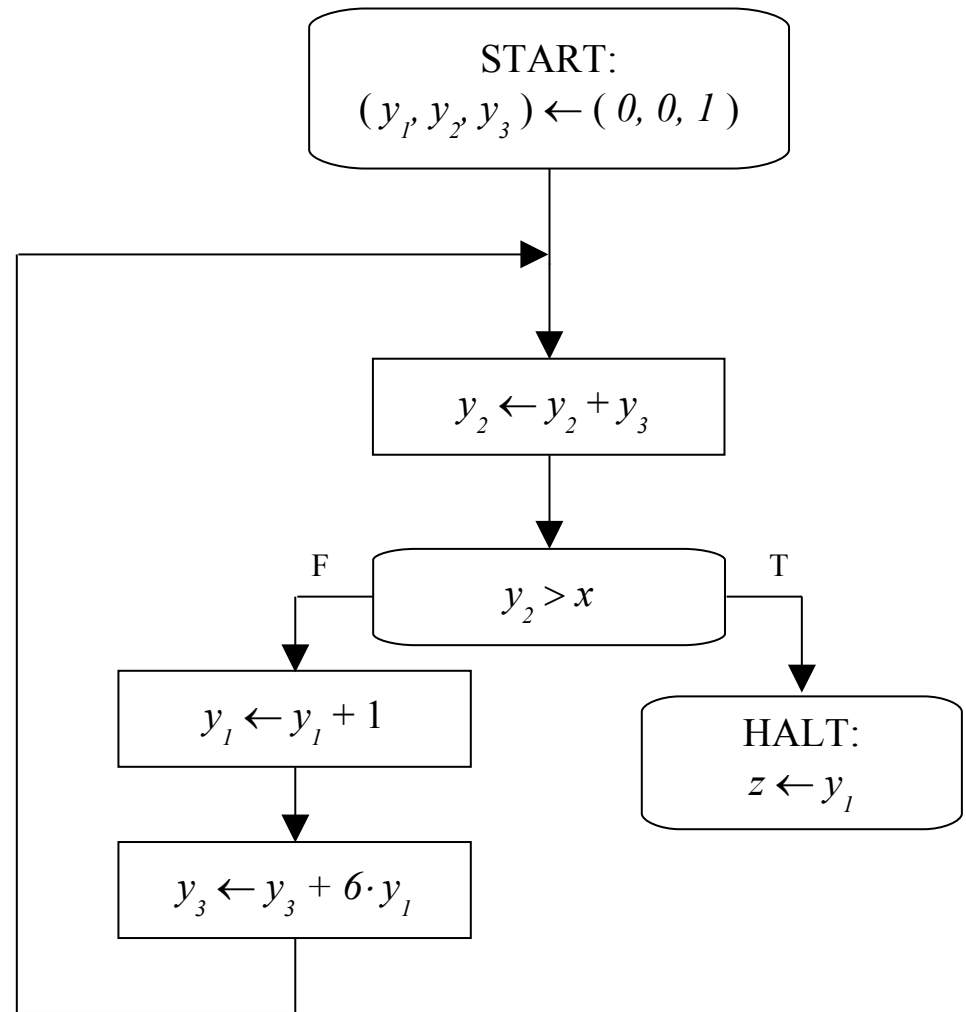 START:
( y₁, y₂, y₃ ) ← ( 0, 0, 1 )
y₂ ← y₂ + y₃
F
T
y₂ > x
y₁ ← y₁ + 1
HALT:
z ← y₁
y₃ ← y₃ + 6· y₁